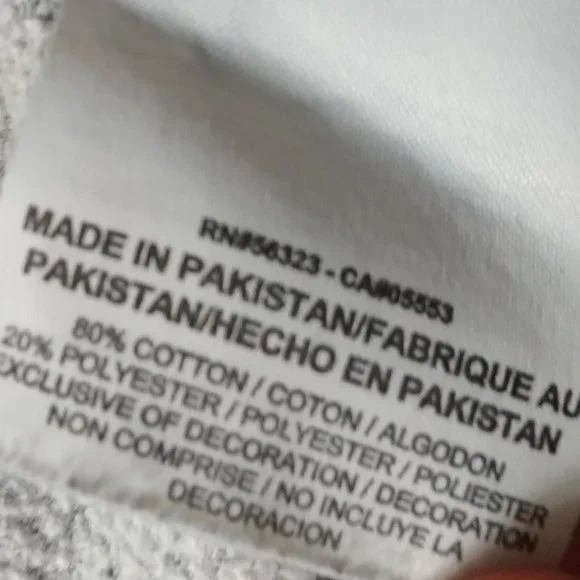 RN#56323 - CA#05553
MADE IN PAKISTAN/FABRIQUE AU
PAKISTAN/HECHO EN PAKISTAN
80% COTTON / COTON / ALGODON
20% POLYESTER / POLYESTER / POLIESTER
EXCLUSIVE OF DECORATION / DECORATION
NON COMPRISE / NO INCLUYE LA
DECORACION